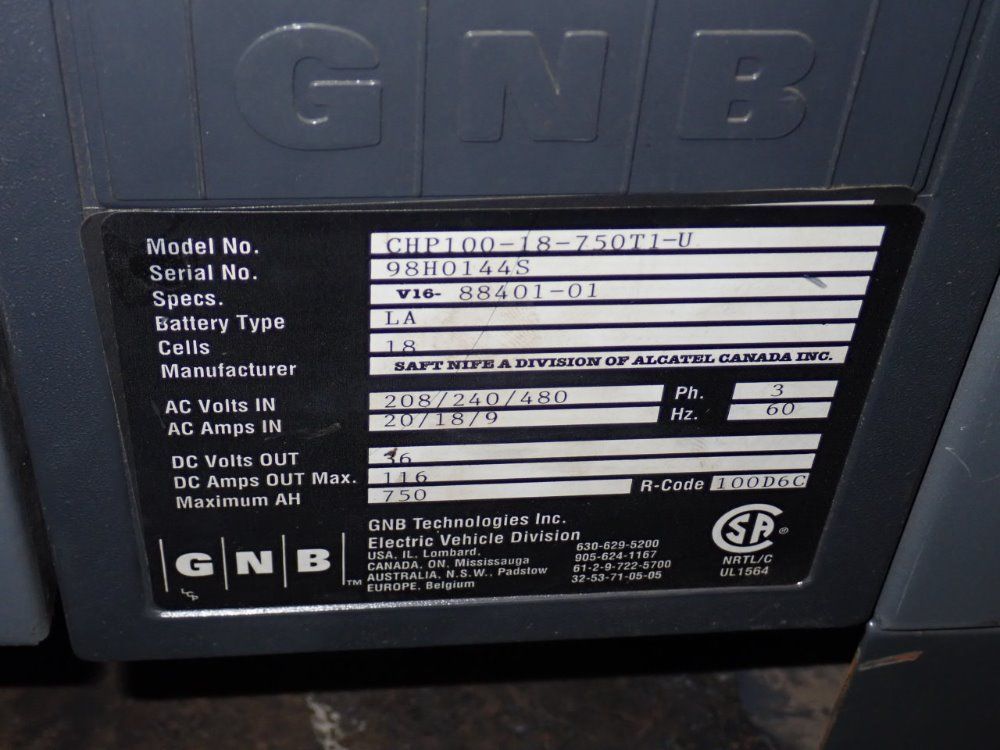 GNB
Model No. CHP100-18-750T1-U
Serial No. 98H0144S
Specs. V16- 88401-01
Battery Type LA
Cells 18
Manufacturer SAFT NIFE A DIVISION OF ALCATEL CANADA INC.
AC Volts IN 208/240/480 Ph. 3
AC Amps IN 20/18/9 Hz. 60
DC Volts OUT 36
DC Amps OUT Max. 116
Maximum AH 750 R-Code 100D6C
GNB Technologies Inc.
Electric Vehicle Division
USA, IL. Lombard, 630-629-5200
CANADA, ON, Mississauga 905-624-1167
AUSTRALIA, N.S.W., Padstow 61-2-9-722-5700
EUROPE, Belgium 32-53-71-05-05
GNB™
LCP
SA®
NRTL/C
UL1564